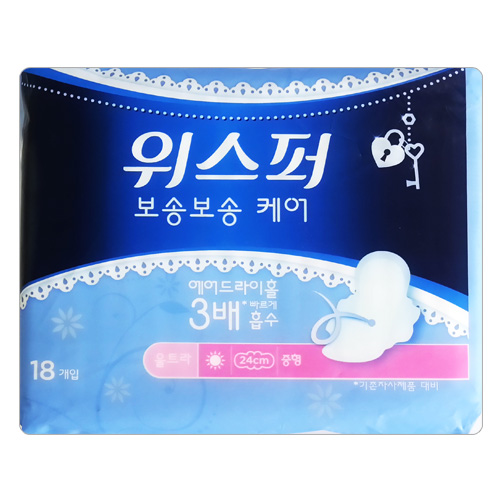 위스퍼
보송보송 케어
에어드라이홀
3배* 빠르게 흡수
울트라 24cm 중형
18 개입
*기존자사제품 대비